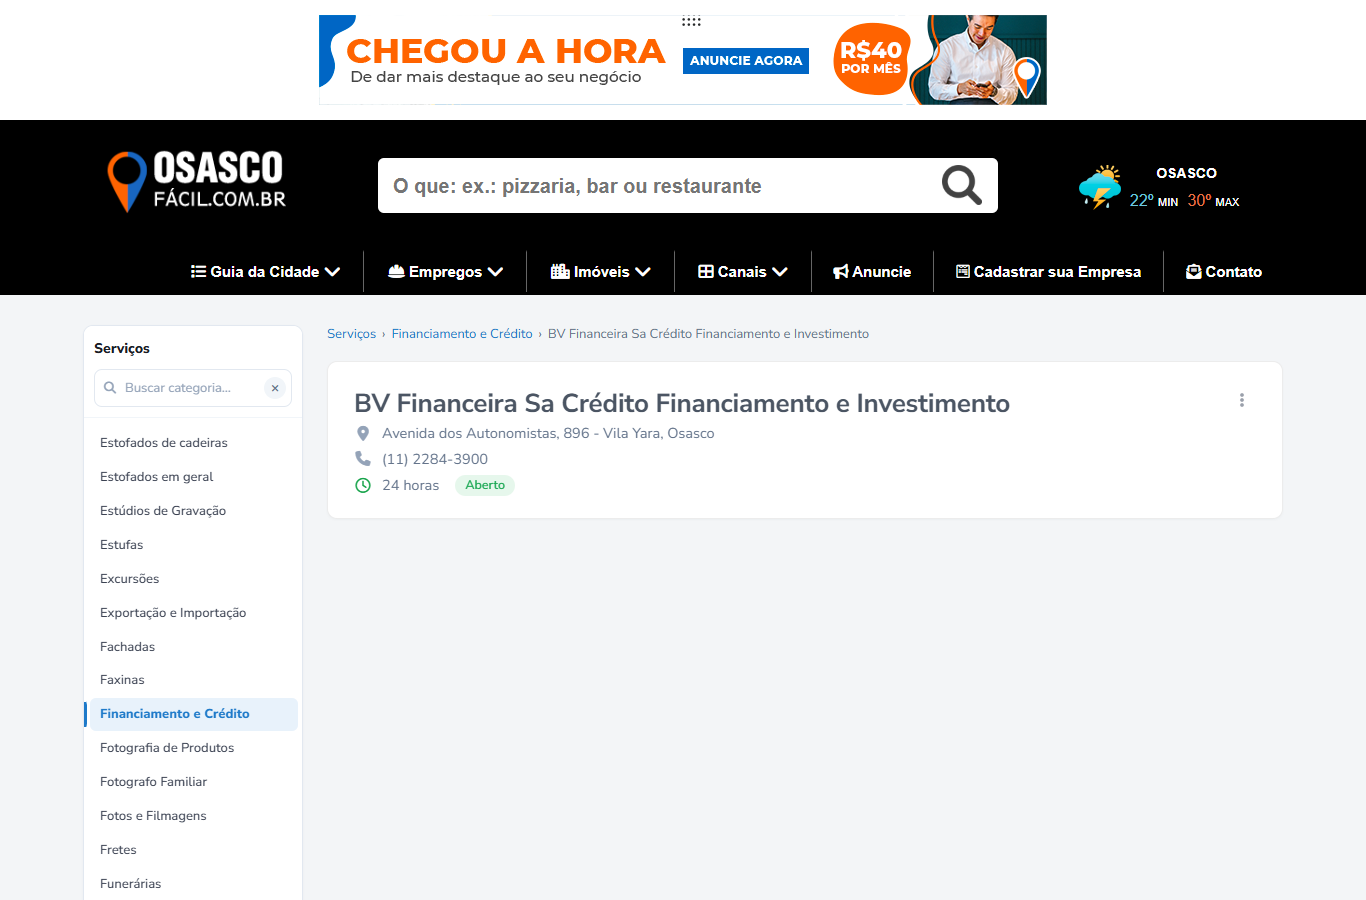 CHEGOU A HORA
De dar mais destaque ao seu negócio
ANUNCIE AGORA
R$40
POR MÊS
OSASCO
FÁCIL.COM.BR
O que: ex.: pizzaria, bar ou restaurante
OSASCO
22º MIN 30º MAX
Guia da Cidade
Empregos
Imóveis
Canais
Anuncie
Cadastrar sua Empresa
Contato
Serviços
Buscar categoria...
Estofados de cadeiras
Estofados em geral
Estúdios de Gravação
Estufas
Excursões
Exportação e Importação
Fachadas
Faxinas
Financiamento e Crédito
Fotografia de Produtos
Fotografo Familiar
Fotos e Filmagens
Fretes
Funerárias
Serviços › Financiamento e Crédito › BV Financeira Sa Crédito Financiamento e Investimento
BV Financeira Sa Crédito Financiamento e Investimento
Avenida dos Autonomistas, 896 - Vila Yara, Osasco
(11) 2284-3900
24 horas Aberto